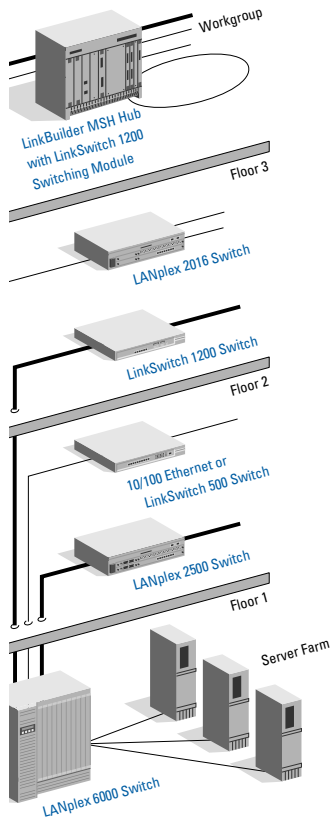 Workgroup
LinkBuilder MSH Hub
with LinkSwitch 1200
Switching Module
Floor 3
LANplex 2016 Switch
LinkSwitch 1200 Switch
Floor 2
10/100 Ethernet or
LinkSwitch 500 Switch
LANplex 2500 Switch
Floor 1
Server Farm
LANplex 6000 Switch